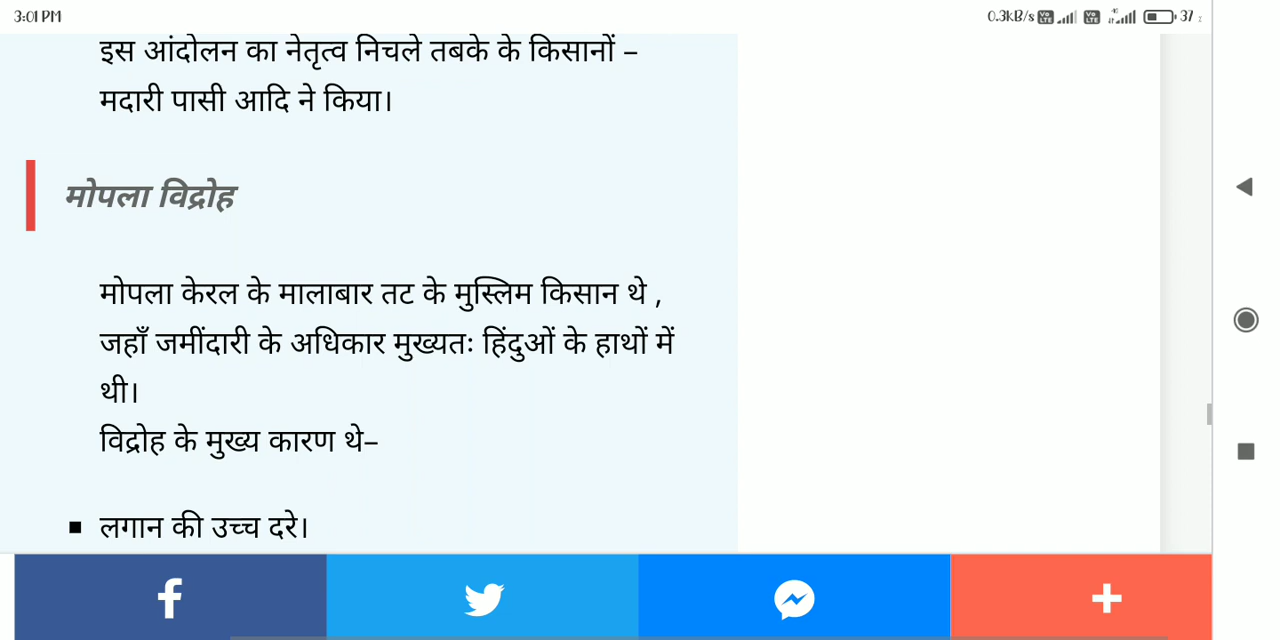 3:01 PM 0.3kB/s 37
इस आंदोलन का नेतृत्व निचले तबके के किसानों –
मदारी पासी आदि ने किया।
मोपला विद्रोह
मोपला केरल के मालाबार तट के मुस्लिम किसान थे ,
जहाँ जमींदारी के अधिकार मुख्यतः हिंदुओं के हाथों में
थी।
विद्रोह के मुख्य कारण थे–
▪ लगान की उच्च दरे।